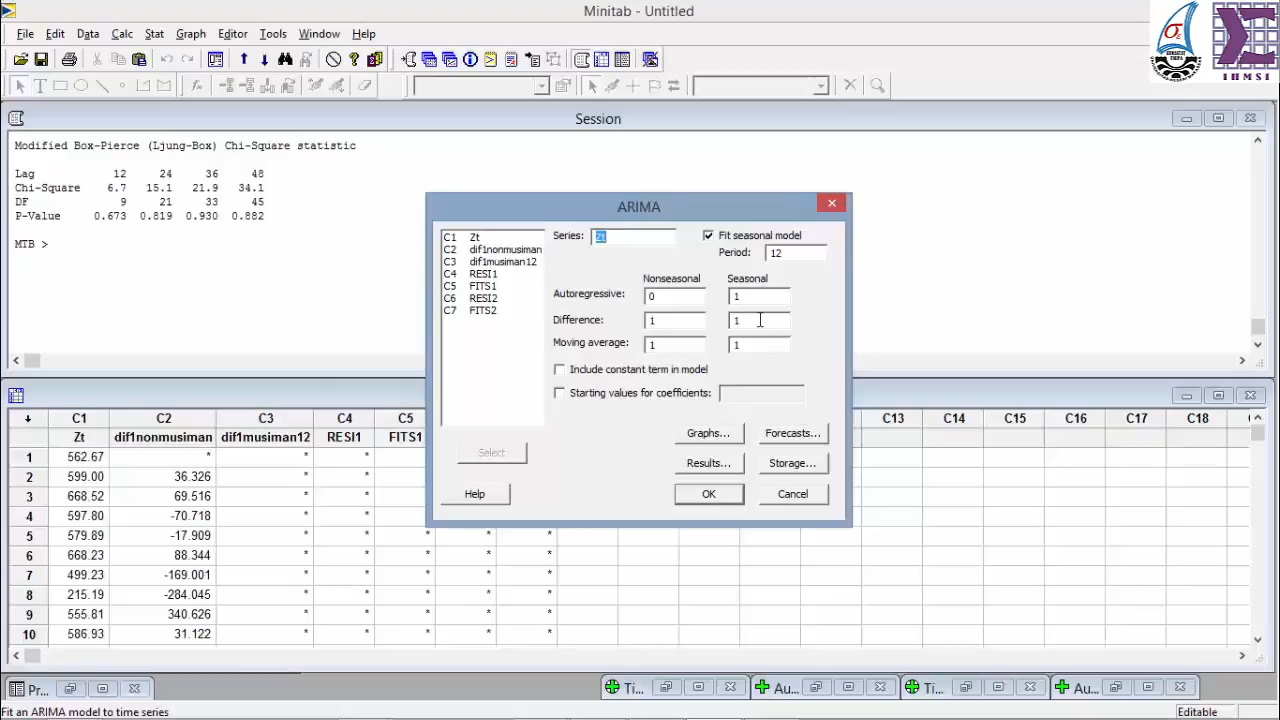 Minitab - Untitled
File Edit Data Calc Stat Graph Editor Tools Window Help
IHMSI
Session
Modified Box-Pierce (Ljung-Box) Chi-Square statistic
Lag 12 24 36 48
Chi-Square 6.7 15.1 21.9 34.1
DF 9 21 33 45
P-Value 0.673 0.819 0.930 0.882
MTB >
ARIMA
C1 Zt
C2 dif1nonmusiman
C3 dif1musiman12
C4 RESI1
C5 FITS1
C6 RESI2
C7 FITS2
Series: Zt
Fit seasonal model
Period: 12
Nonseasonal Seasonal
Autoregressive: 0 1
Difference: 1 1
Moving average: 1 1
Include constant term in model
Starting values for coefficients:
Graphs... Forecasts...
Select Results... Storage...
Help OK Cancel
C1 C2 C3 C4 C5 C13 C14 C15 C16 C17 C18
Zt dif1nonmusiman dif1musiman12 RESI1 FITS1
1 562.67 * * * 
2 599.00 36.326 * *
3 668.52 69.516 * *
4 597.80 -70.718 * *
5 579.89 -17.909 * * * *
6 668.23 88.344 * * * *
7 499.23 -169.001 * * * *
8 215.19 -284.045 * * * *
9 555.81 340.626 * * * *
10 586.93 31.122 * * * *
Pr... Ti... Au... Ti... Au...
Fit an ARIMA model to time series
Editable